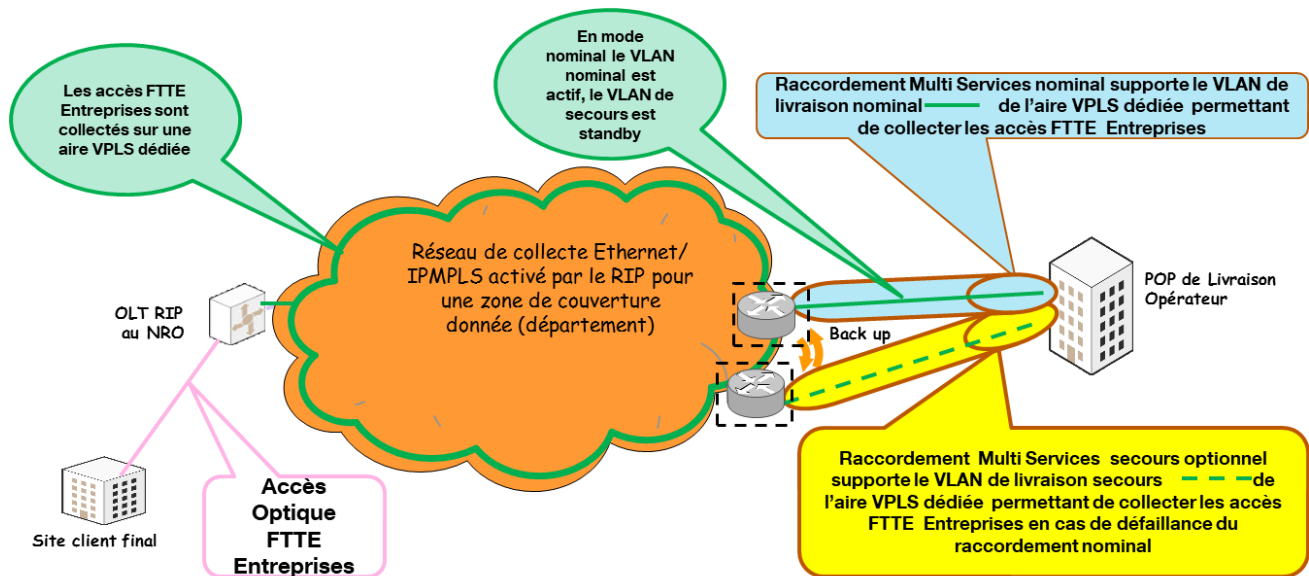 Les accès FTTE
Entreprises sont
collectés sur une
aire VPLS dédiée
En mode
nominal le VLAN
nominal est
actif, le VLAN de
secours est
standby
Raccordement Multi Services nominal supporte le VLAN de
livraison nominal de l'aire VPLS dédiée permettant
de collecter les accès FTTE Entreprises
Réseau de collecte Ethernet/
IPMPLS activé par le RIP pour
une zone de couverture
donnée (département)
OLT RIP
au NRO
Back up
POP de Livraison
Opérateur
Site client final
Accès
Optique
FTTE
Entreprises
Raccordement Multi Services secours optionnel
supporte le VLAN de livraison secours de
l'aire VPLS dédiée permettant de collecter les accès
FTTE Entreprises en cas de défaillance du
raccordement nominal